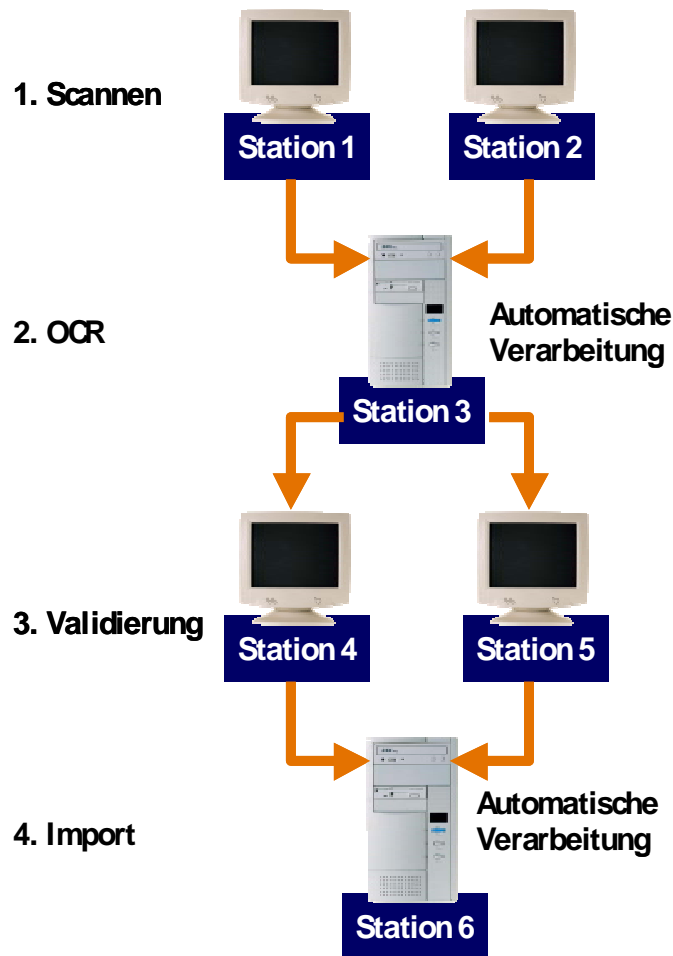 1. Scannen
Station 1
Station 2
2. OCR
Automatische
Verarbeitung
Station 3
3. Validierung
Station 4
Station 5
4. Import
Automatische
Verarbeitung
Station 6